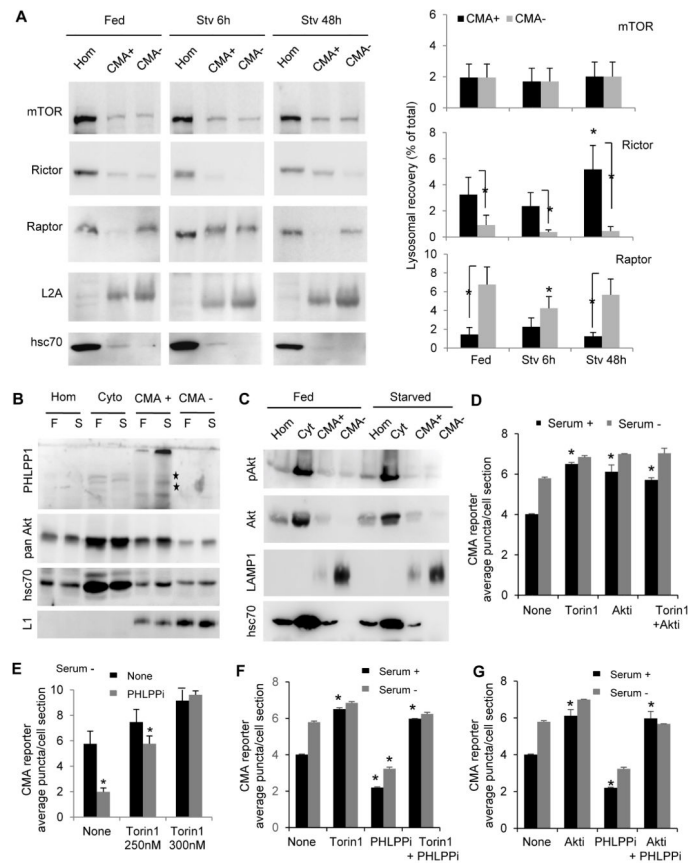 A
Fed
Stv 6h
Stv 48h
Hom CMA+ CMA- Hom CMA+ CMA- Hom CMA+ CMA-
mTOR
Rictor
Raptor
L2A
hsc70
CMA+ CMA-
mTOR
4
3
2
1
0
Rictor
8
6
4
2
0
*
*
*
*
Raptor
10
8
6
4
2
0
*
*
*
Lysosomal recovery (% of total)
Fed Stv 6h Stv 48h
B
Hom Cyto CMA + CMA -
F S F S F S F S
PHLPP1
★
★
pan Akt
hsc70
L1
C
Fed Starved
Hom Cyt CMA+ CMA- Hom Cyt CMA+ CMA-
pAkt
Akt
LAMP1
hsc70
D
Serum + Serum -
CMA reporter
average puncta/cell section
8
6
4
2
0
* * *
None Torin1 Akti Torin1
+Akti
E
Serum -
None
PHLPPi
CMA reporter
average puncta/cell section
10
8
6
4
2
0
* *
None Torin1
250nM
Torin1
300nM
F
Serum +
Serum -
CMA reporter
average puncta/cell section
8
6
4
2
0
* * * *
None Torin1 PHLPPi Torin1
+ PHLPPi
G
Serum +
Serum -
CMA reporter
average puncta/cell section
8
6
4
2
0
* * *
None Akti PHLPPi Akti
+ PHLPPi